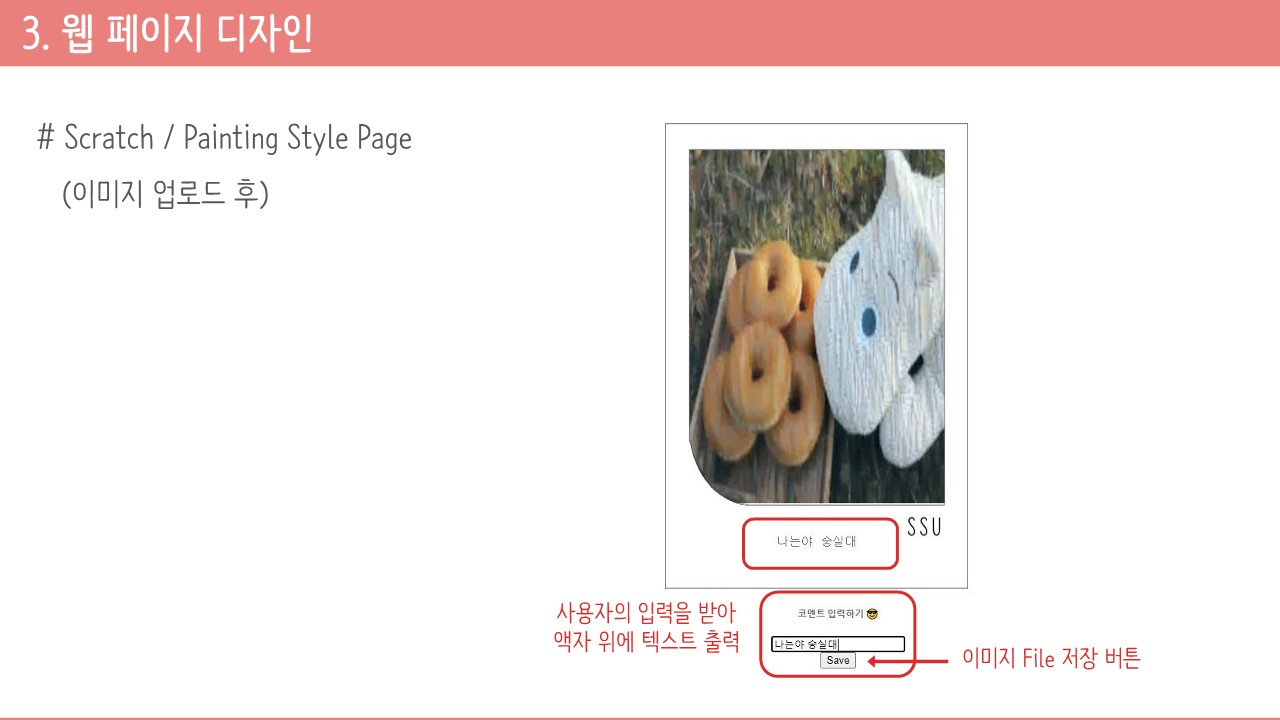 3. 웹 페이지 디자인
# Scratch / Painting Style Page
(이미지 업로드 후)
SSU
나는야 숭실대
사용자의 입력을 받아
액자 위에 텍스트 출력
코멘트 입력하기 😎
나는야 숭실대
Save
이미지 File 저장 버튼